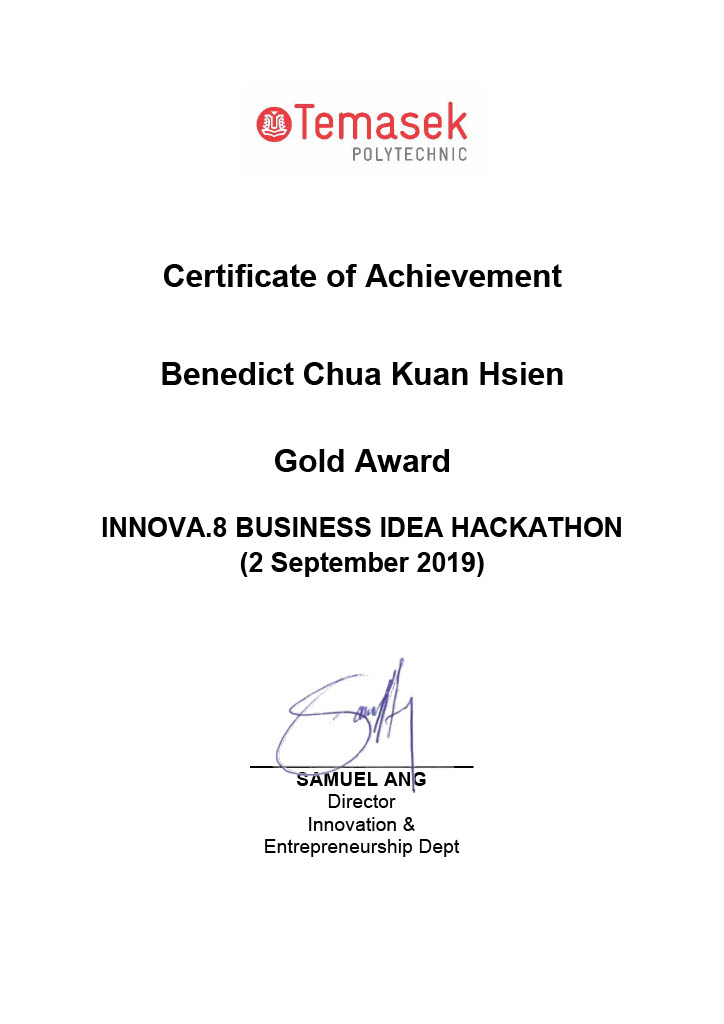 Temasek
POLYTECHNIC
Certificate of Achievement
Benedict Chua Kuan Hsien
Gold Award
INNOVA.8 BUSINESS IDEA HACKATHON
(2 September 2019)
SAMUEL ANG
Director
Innovation &
Entrepreneurship Dept